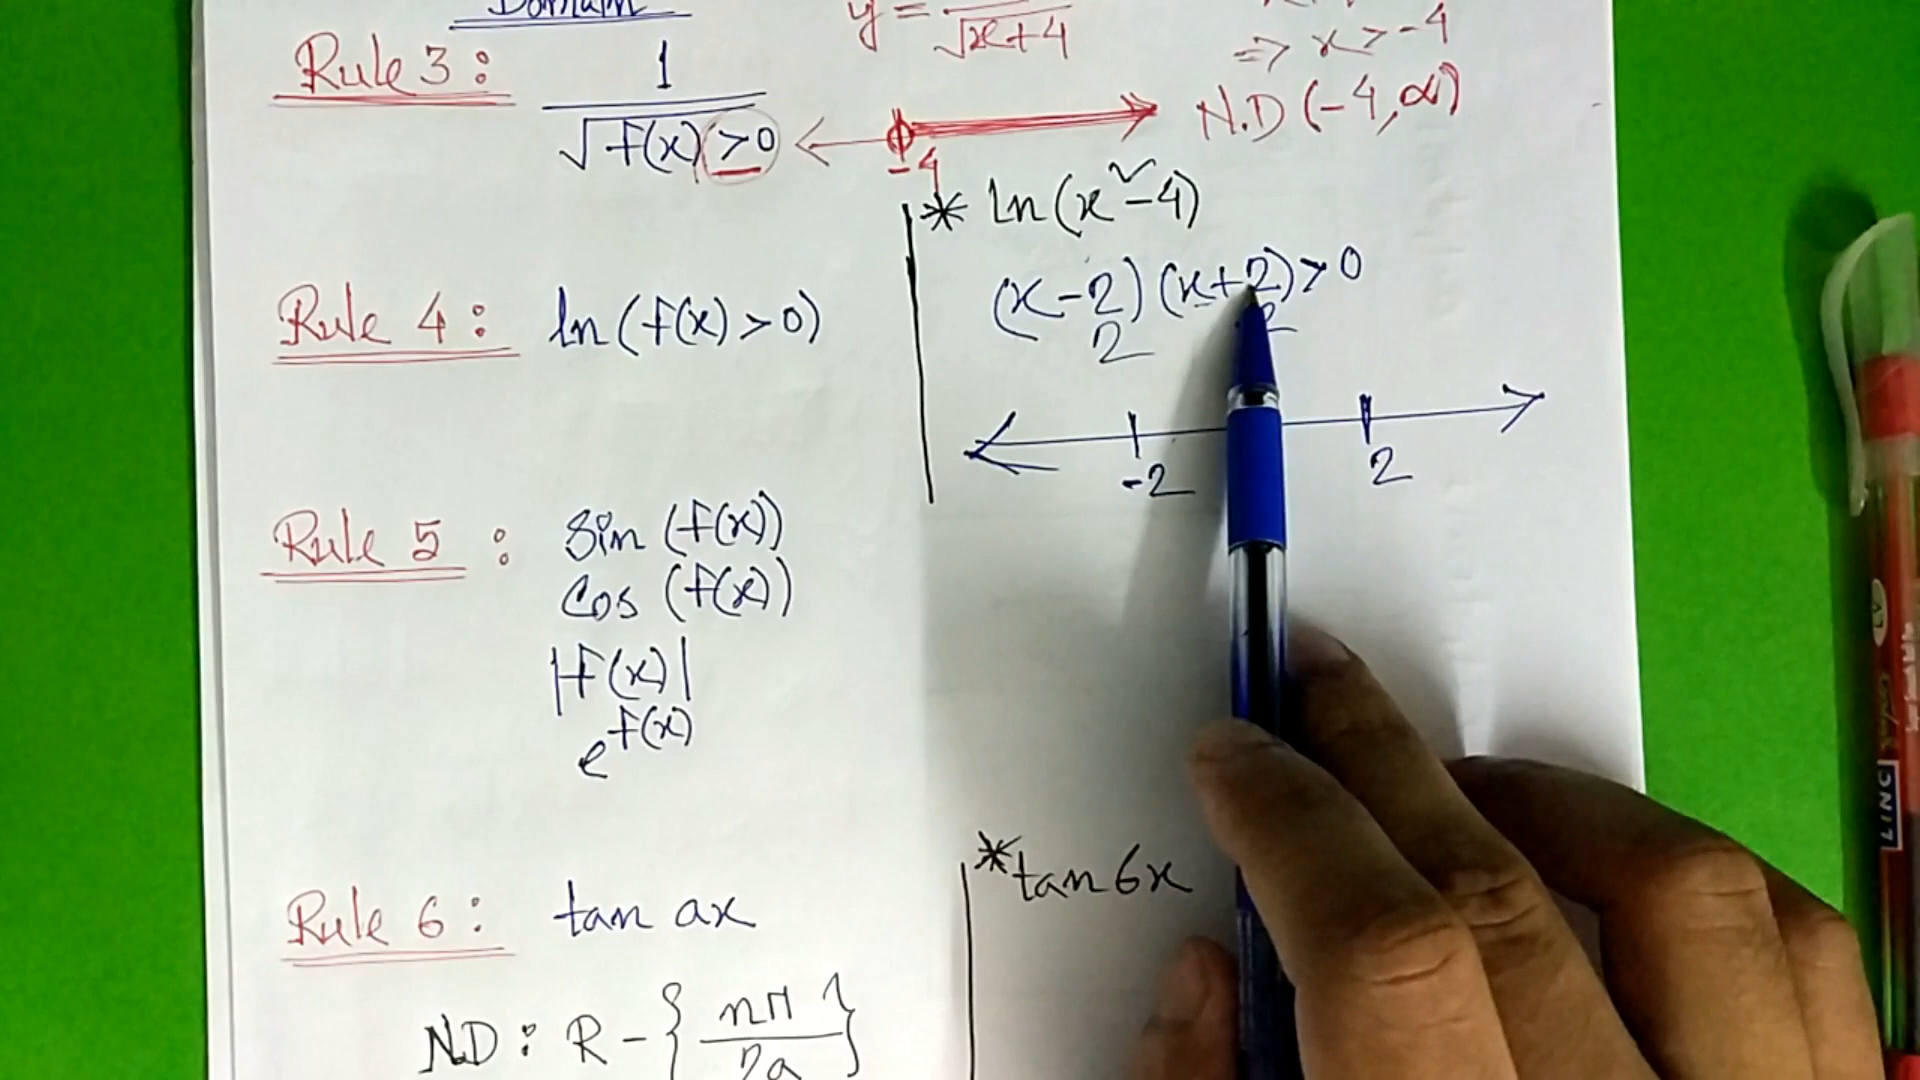 Domain
Rule 3 : 1 / √f(x) >0
y = / √x+4
⇒ x > -4
-4
N.D (-4, ∝)
* ln(x²-4)
(x-2)(x+2)>0
2
-2 2
Rule 4 : ln(f(x)>0)
Rule 5 : Sin (f(x))
Cos (f(x))
|f(x)|
e^f(x)
Rule 6 : tan ax
* tan 6x
N.D : R - { nπ / 2a }
LINC